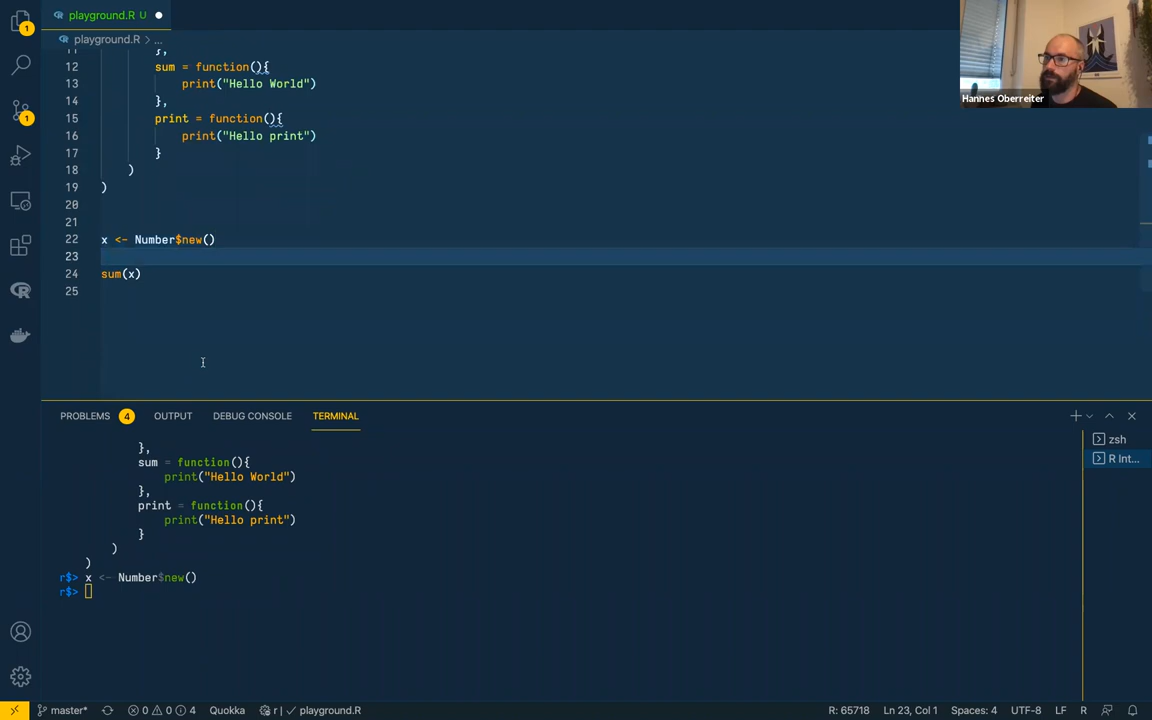 playground.R U
playground.R > ...
11 },
12 sum = function(){
13 print("Hello World")
14 },
15 print = function(){
16 print("Hello print")
17 }
18 )
19 )
20
21
22 x <- Number$new()
23
24 sum(x)
25
Hannes Oberreiter
1
1
PROBLEMS 4 OUTPUT DEBUG CONSOLE TERMINAL
},
sum = function(){
print("Hello World")
},
print = function(){
print("Hello print")
}
)
)
r$> x <- Number$new()
r$>
zsh
R Int...
master* 0 0 4 Quokka r | ✓ playground.R R: 65718 Ln 23, Col 1 Spaces: 4 UTF-8 LF R